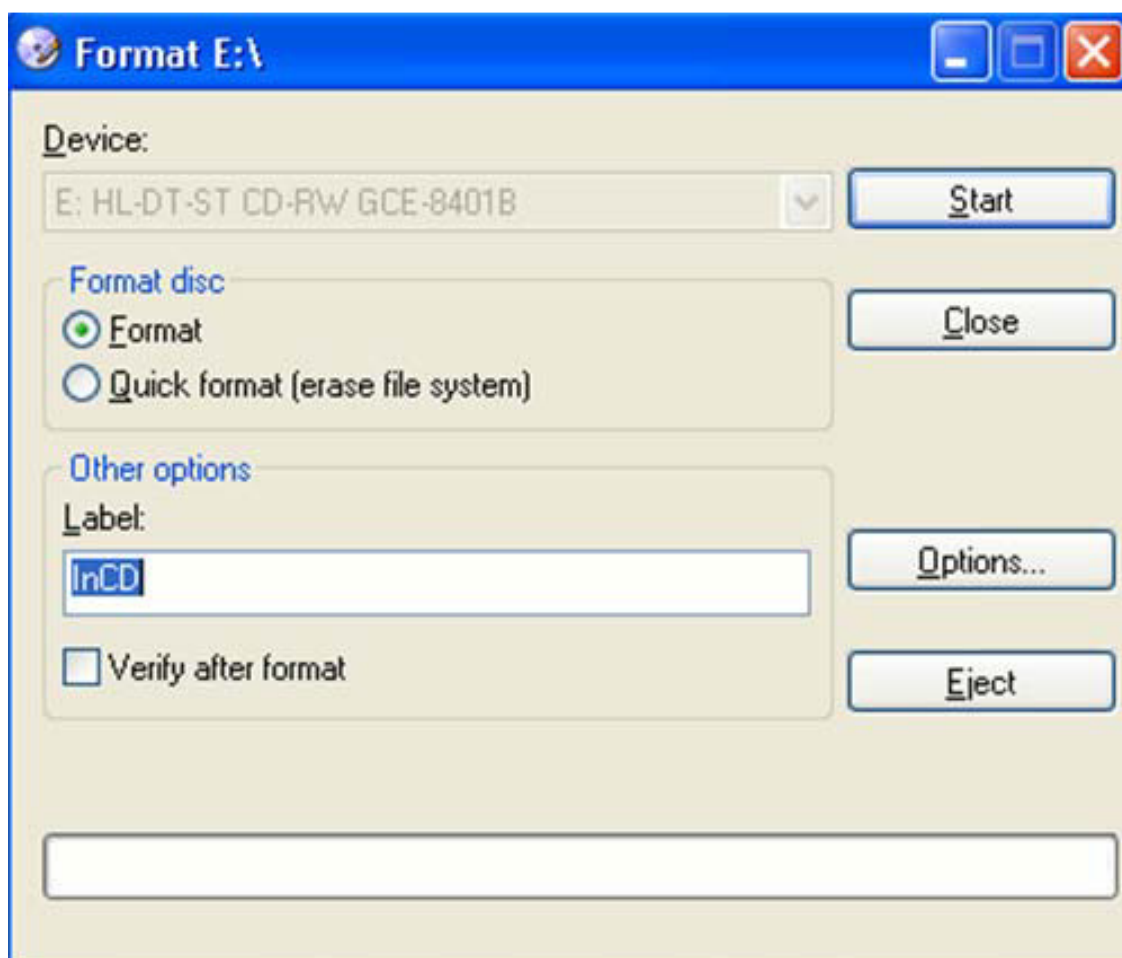 Format E:\
Device:
E: HL-DT-ST CD-RW GCE-8401B
Start
Format disc
Format
Close
Quick format (erase file system)
Other options
Label:
InCD
Options...
Verify after format
Eject